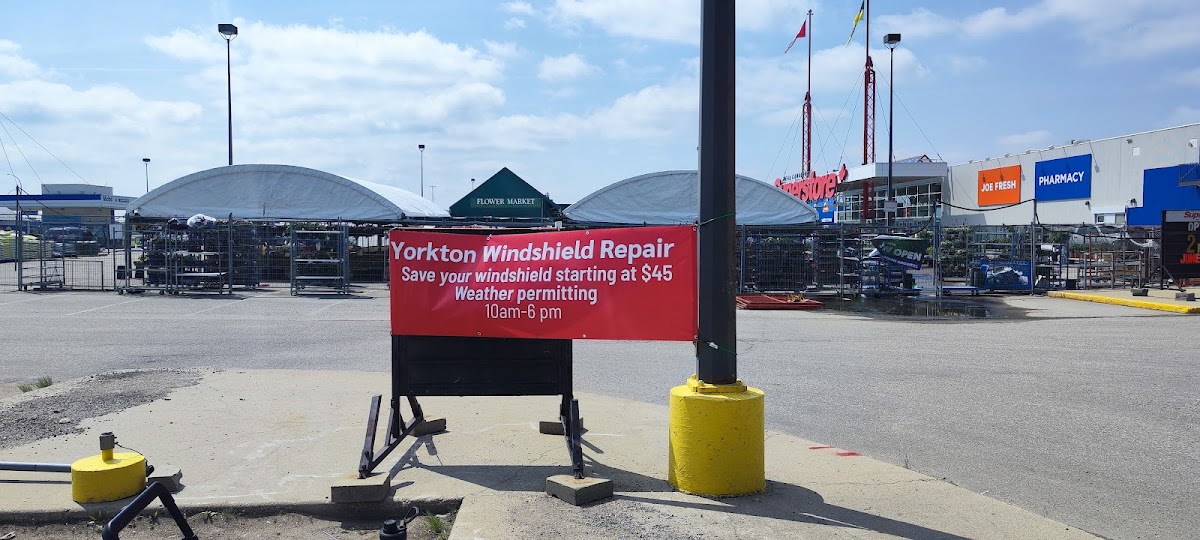 Yorkton Windshield Repair
Save your windshield starting at $45
Weather permitting
10am-6 pm
FLOWER MARKET
Superstore
JOE FRESH
PHARMACY
OPEN
Mobil